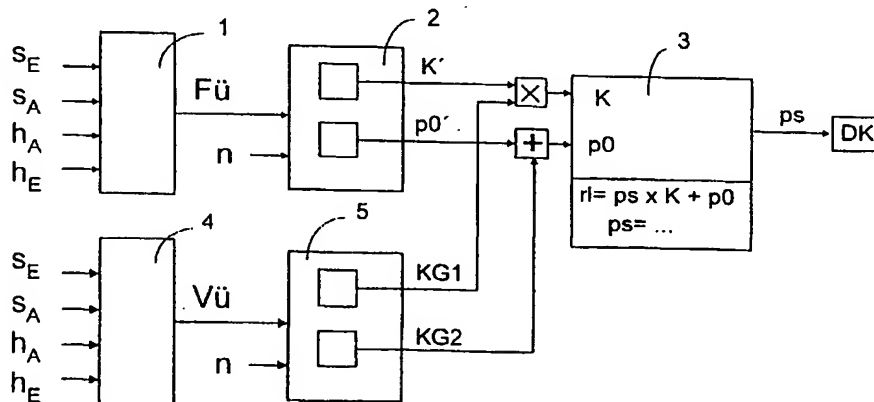 1
s_E
s_A
h_A
h_E
Fü
n
2
K´
p0´
×
+
3
K
p0
rl= ps x K + p0
ps= ...
ps
DK
4
s_E
s_A
h_A
h_E
Vü
n
5
KG1
KG2